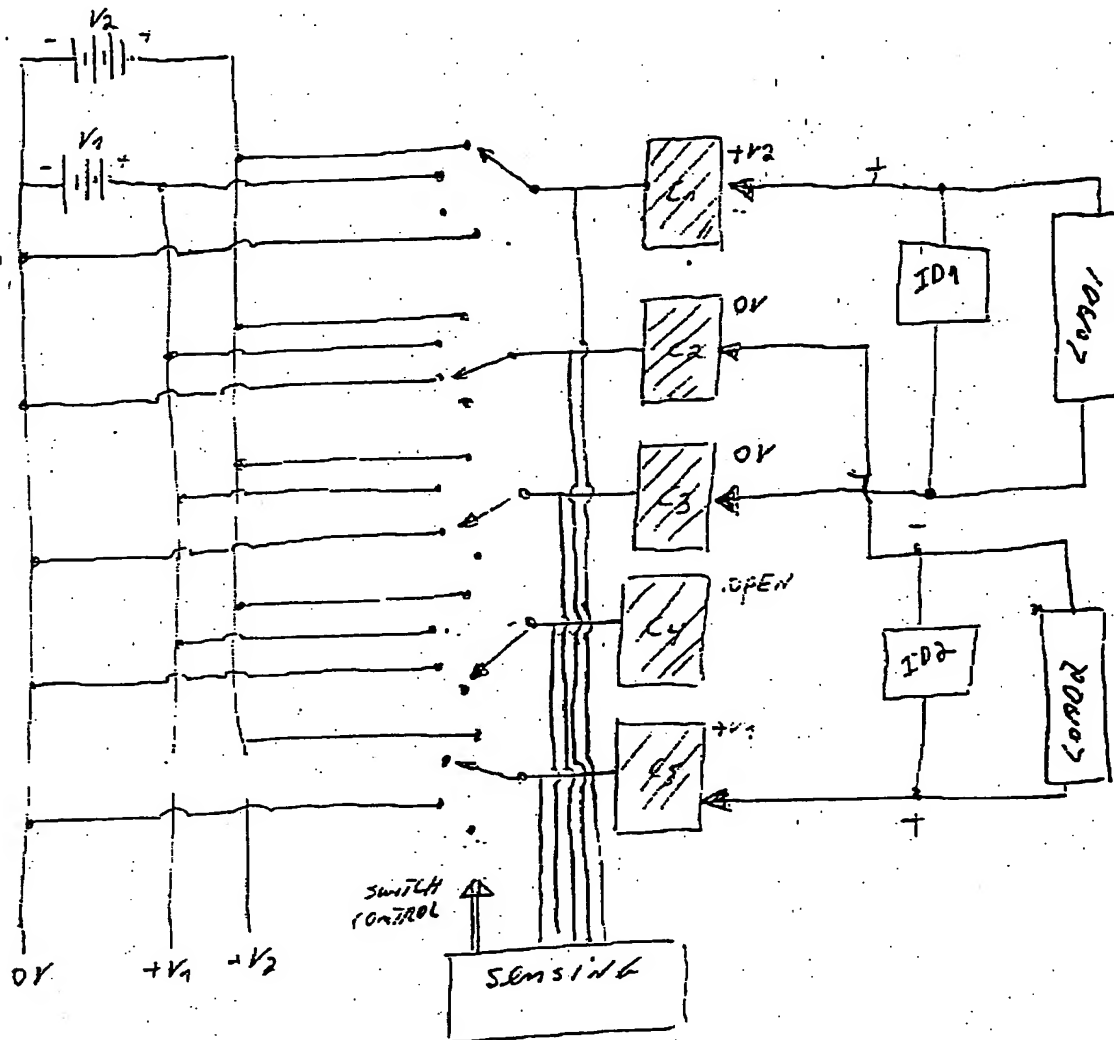 V2
- +
V1
- +
+V2
C1
+
ID1
LOAD1
0V
C2
0V
C3
-
OPEN
C4
ID2
LOAD2
+V1
C5
+
SWITCH
CONTROL
0V
+V1
+V2
SENSING